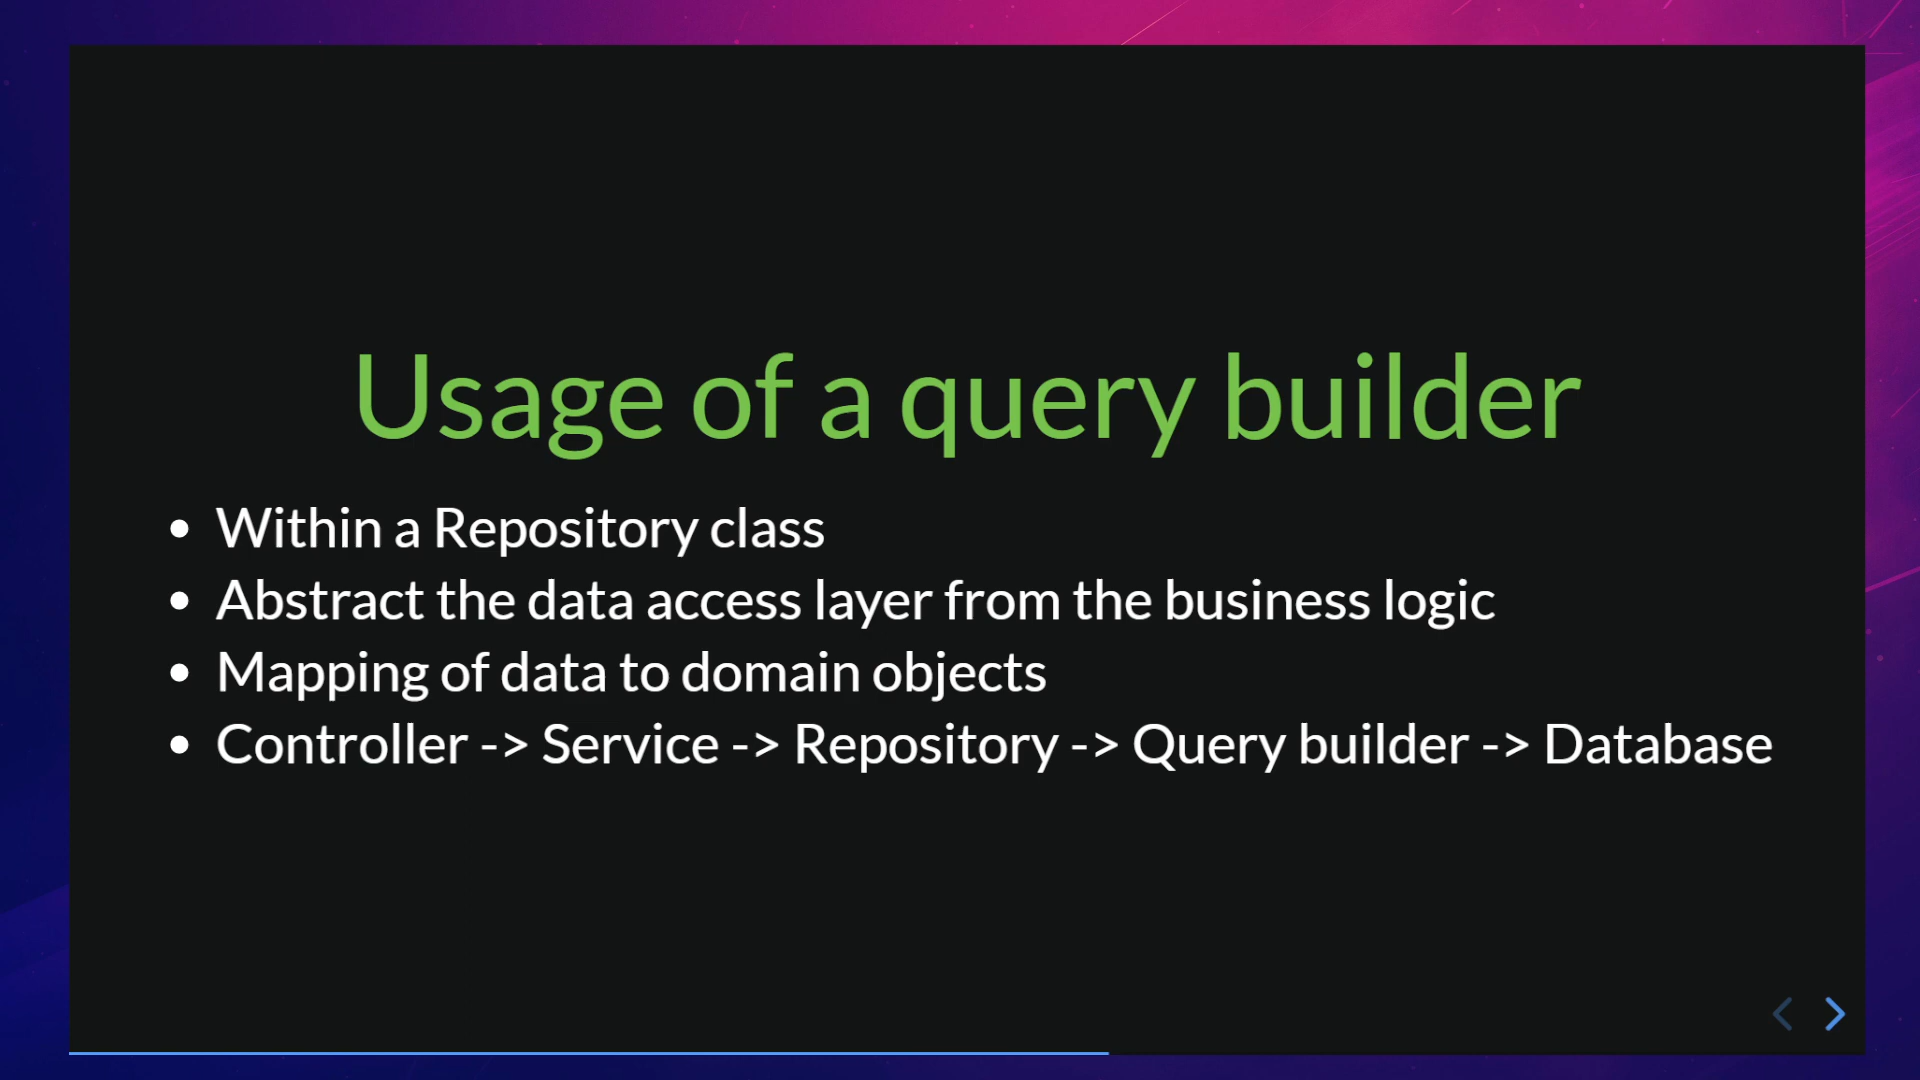 Usage of a query builder
Within a Repository class
Abstract the data access layer from the business logic
Mapping of data to domain objects
Controller -> Service -> Repository -> Query builder -> Database